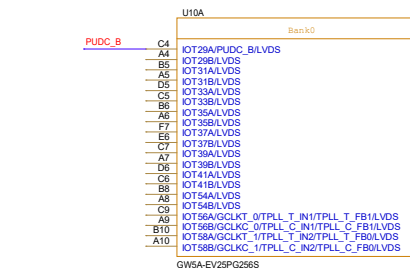 U10A
Bank0
PUDC_B
C4 IOT29A/PUDC_B/LVDS
A4 IOT29B/LVDS
B5 IOT31A/LVDS
A5 IOT31B/LVDS
D5 IOT33A/LVDS
C5 IOT33B/LVDS
B6 IOT35A/LVDS
A6 IOT35B/LVDS
F7 IOT37A/LVDS
E6 IOT37B/LVDS
C7 IOT39A/LVDS
A7 IOT39B/LVDS
D6 IOT41A/LVDS
C6 IOT41B/LVDS
B8 IOT54A/LVDS
A8 IOT54B/LVDS
C9 IOT56A/GCLKT_0/TPLL_T_IN1/TPLL_T_FB1/LVDS
A9 IOT56B/GCLKC_0/TPLL_C_IN1/TPLL_C_FB1/LVDS
B10 IOT58A/GCLKT_1/TPLL_T_IN2/TPLL_T_FB0/LVDS
A10 IOT58B/GCLKC_1/TPLL_C_IN2/TPLL_C_FB0/LVDS
GW5A-EV25PG256S